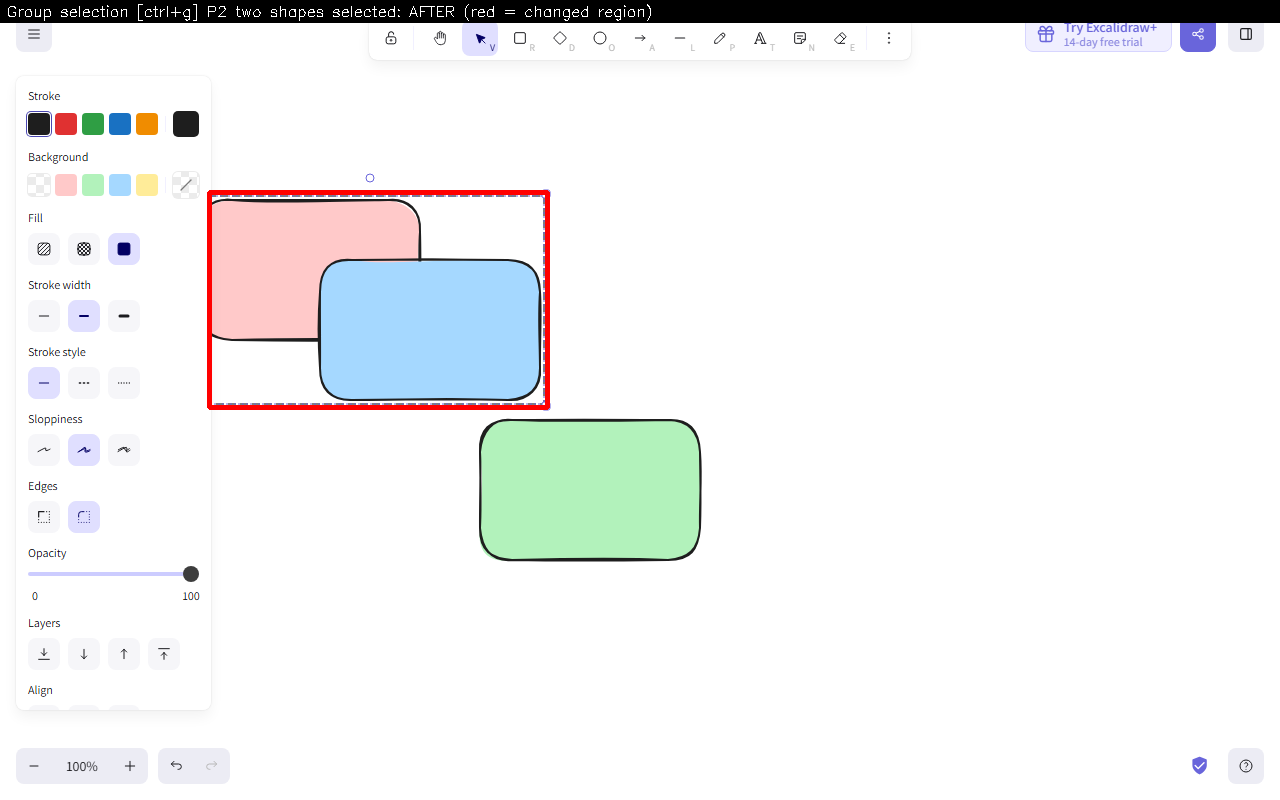 Group selection [ctrl+g] P2 two shapes selected: AFTER (red = changed region)
V
R
D
O
A
L
P
T
N
E
Try Excalidraw+
14-day free trial
Stroke
Background
Fill
Stroke width
Stroke style
Sloppiness
Edges
Opacity
0 100
Layers
Align
100%